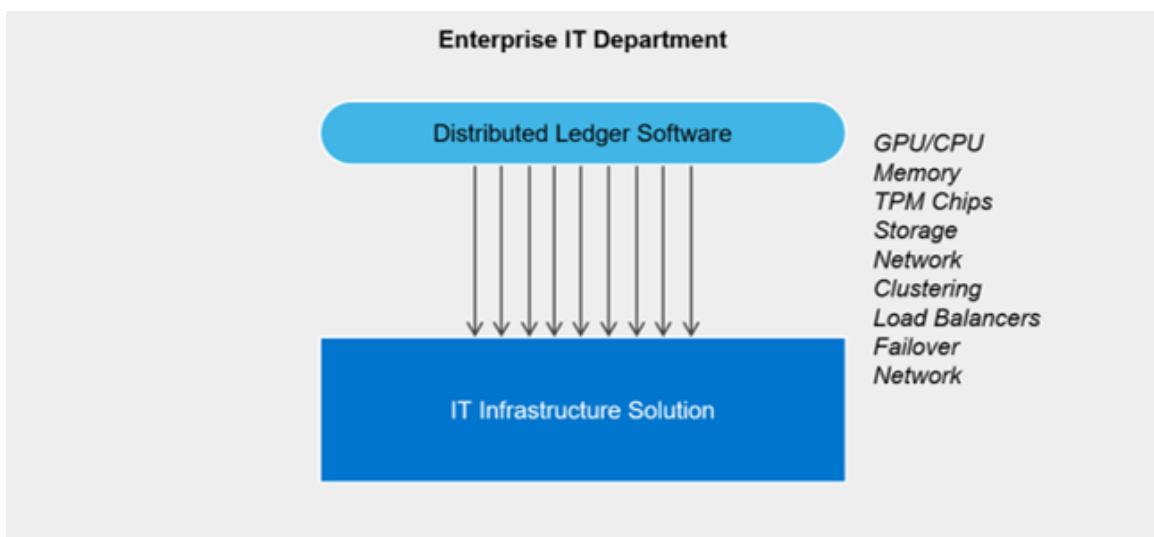 Enterprise IT Department
Distributed Ledger Software
GPU/CPU
Memory
TPM Chips
Storage
Network
Clustering
Load Balancers
Failover
Network
IT Infrastructure Solution